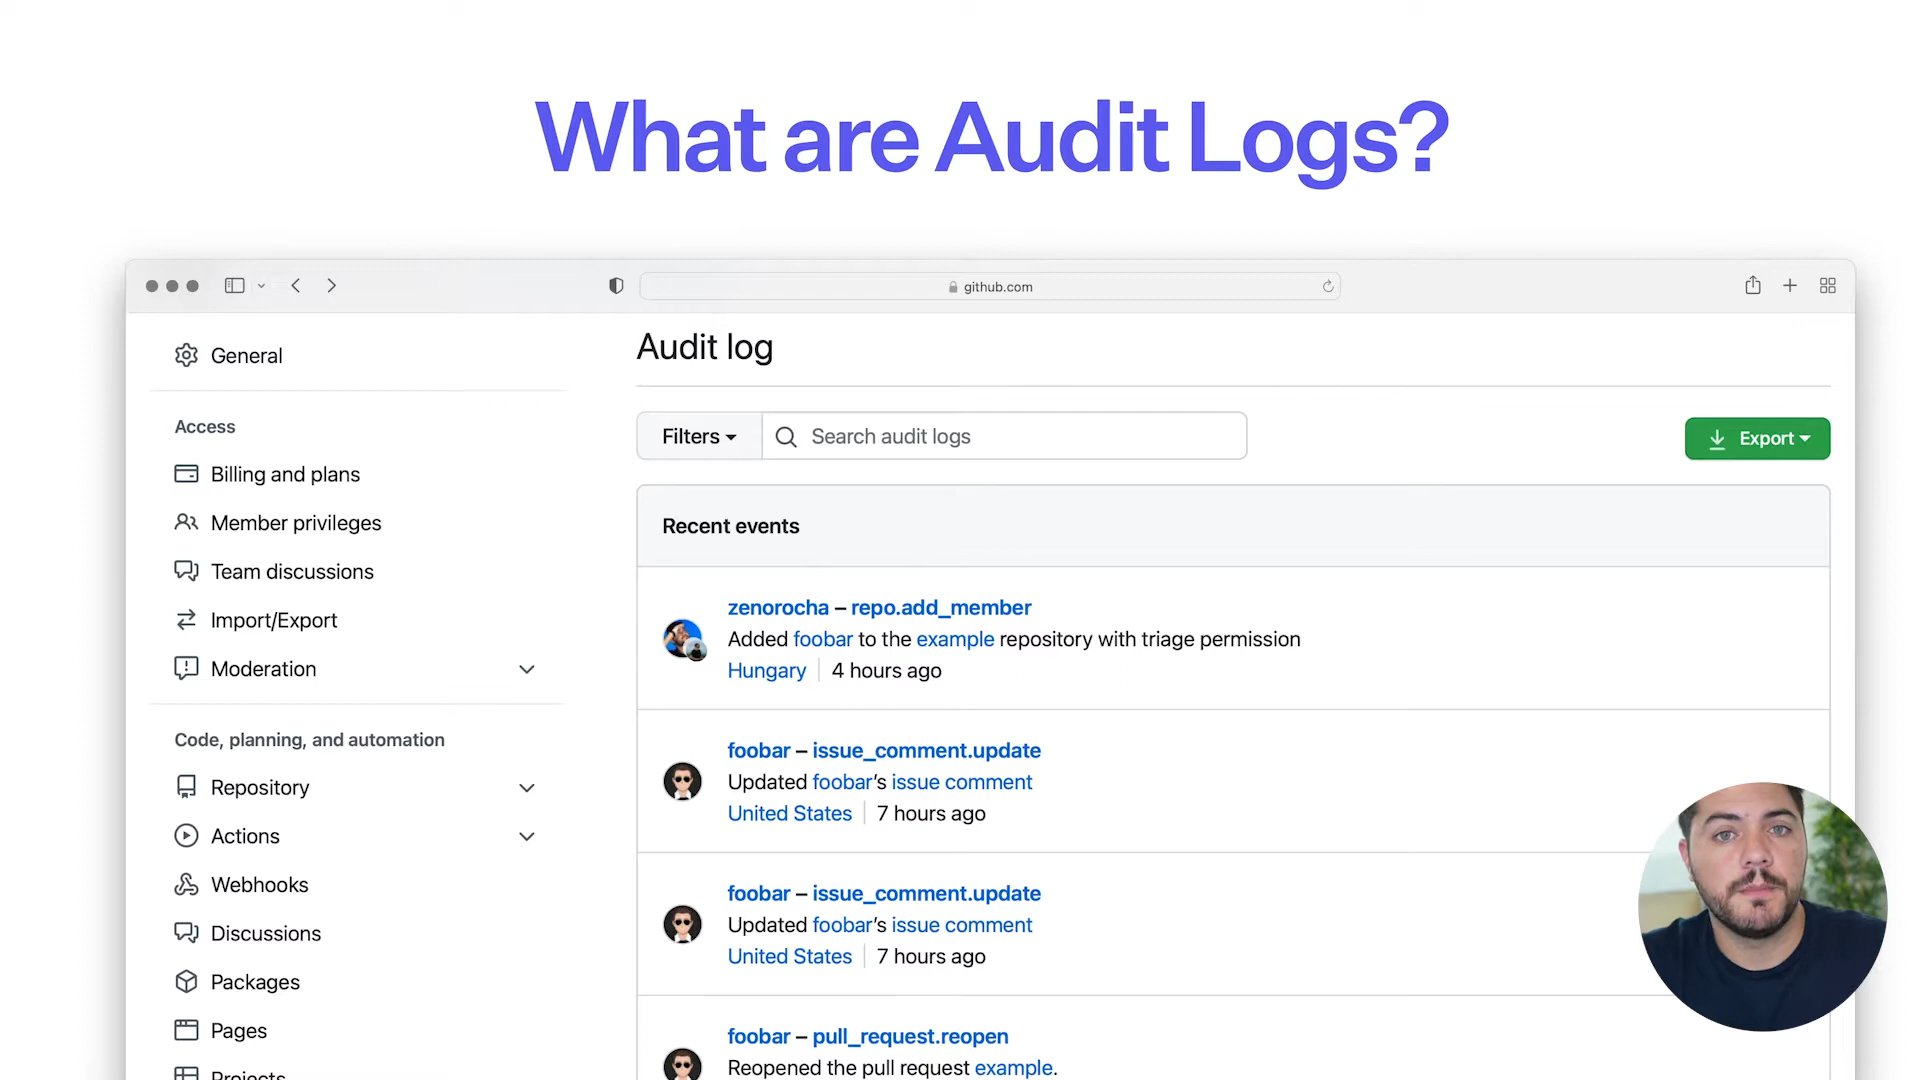 What are Audit Logs?
github.com
General
Access
Billing and plans
Member privileges
Team discussions
Import/Export
Moderation
Code, planning, and automation
Repository
Actions
Webhooks
Discussions
Packages
Pages
Projects
Audit log
Filters
Search audit logs
Export
Recent events
zenorocha – repo.add_member
Added foobar to the example repository with triage permission
Hungary 4 hours ago
foobar – issue_comment.update
Updated foobar’s issue comment
United States 7 hours ago
foobar – issue_comment.update
Updated foobar’s issue comment
United States 7 hours ago
foobar – pull_request.reopen
Reopened the pull request example.